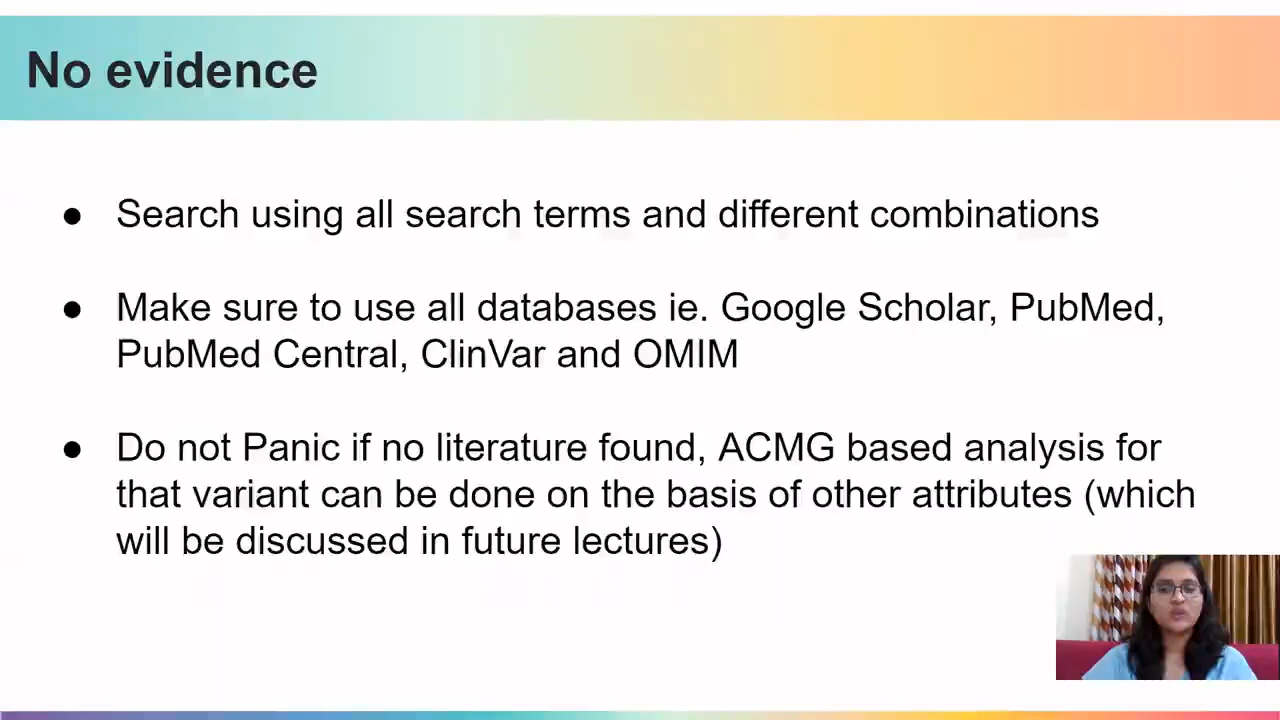 No evidence
● Search using all search terms and different combinations
● Make sure to use all databases ie. Google Scholar, PubMed,
PubMed Central, ClinVar and OMIM
● Do not Panic if no literature found, ACMG based analysis for
that variant can be done on the basis of other attributes (which
will be discussed in future lectures)